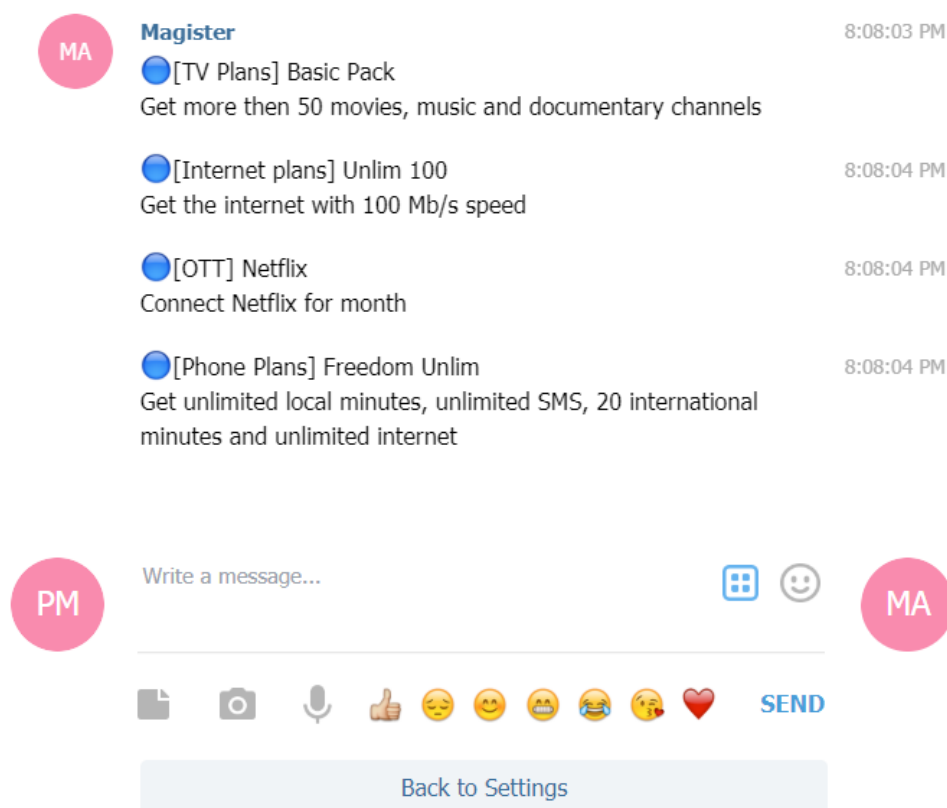 MA
Magister
8:08:03 PM
[TV Plans] Basic Pack
Get more then 50 movies, music and documentary channels
[Internet plans] Unlim 100
8:08:04 PM
Get the internet with 100 Mb/s speed
[OTT] Netflix
8:08:04 PM
Connect Netflix for month
[Phone Plans] Freedom Unlim
8:08:04 PM
Get unlimited local minutes, unlimited SMS, 20 international
minutes and unlimited internet
PM
Write a message...
MA
SEND
Back to Settings